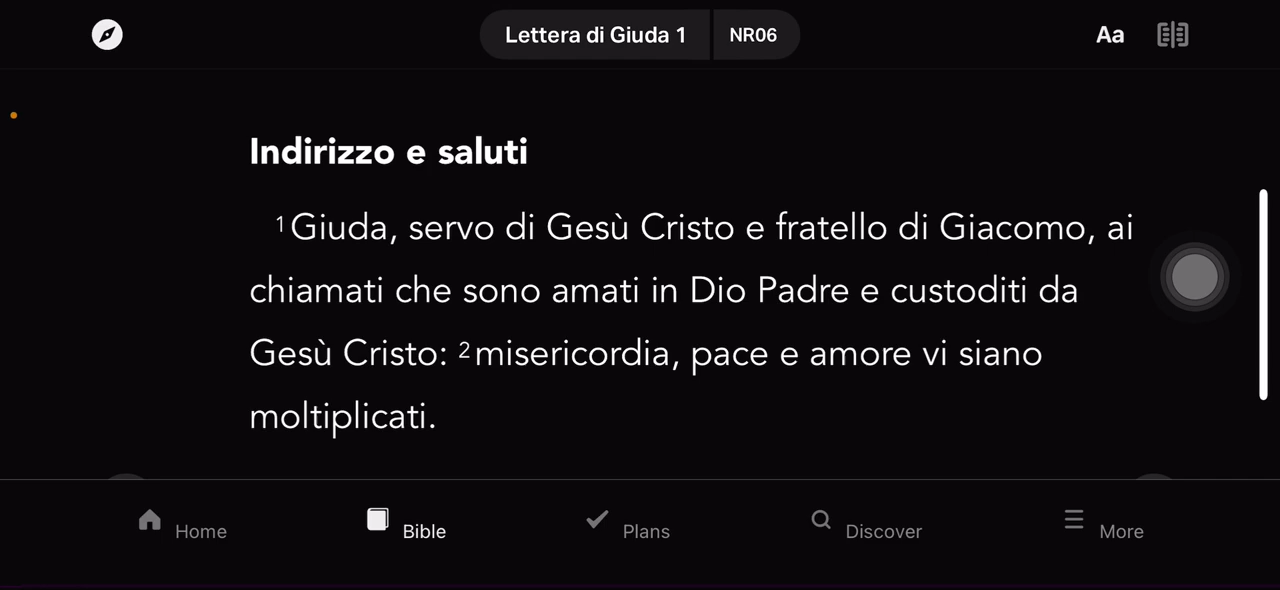 Lettera di Giuda 1 NR06 Aa
Indirizzo e saluti
1 Giuda, servo di Gesù Cristo e fratello di Giacomo, ai
chiamati che sono amati in Dio Padre e custoditi da
Gesù Cristo: 2 misericordia, pace e amore vi siano
moltiplicati.
Home Bible Plans Discover More